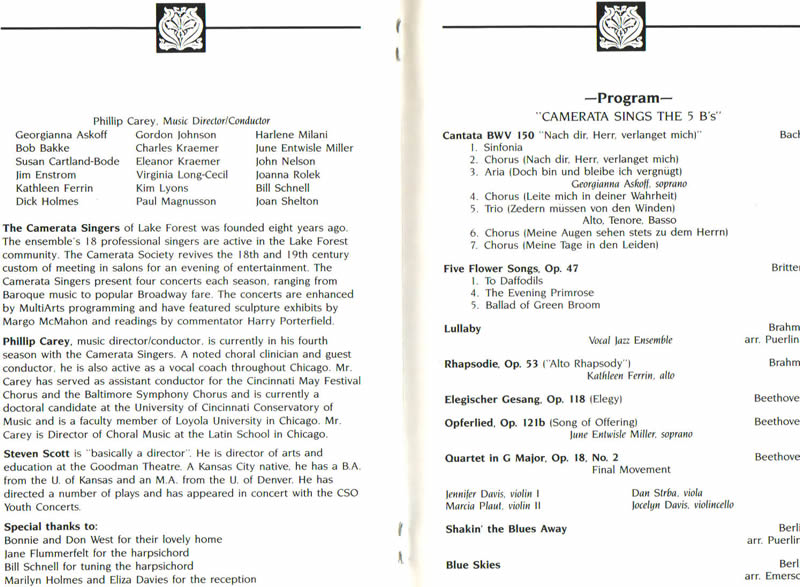 Phillip Carey, Music Director/Conductor
Georgianna Askoff Gordon Johnson Harlene Milani
Bob Bakke Charles Kraemer June Entwisle Miller
Susan Cartland-Bode Eleanor Kraemer John Nelson
Jim Enstrom Virginia Long-Cecil Joanna Rolek
Kathleen Ferrin Kim Lyons Bill Schnell
Dick Holmes Paul Magnusson Joan Shelton
The Camerata Singers of Lake Forest was founded eight years ago.
The ensemble's 18 professional singers are active in the Lake Forest
community. The Camerata Society revives the 18th and 19th century
custom of meeting in salons for an evening of entertainment. The
Camerata Singers present four concerts each season, ranging from
Baroque music to popular Broadway fare. The concerts are enhanced
by MultiArts programming and have featured sculpture exhibits by
Margo McMahon and readings by commentator Harry Porterfield.
Phillip Carey, music director/conductor, is currently in his fourth
season with the Camerata Singers. A noted choral clinician and guest
conductor, he is also active as a vocal coach throughout Chicago. Mr.
Carey has served as assistant conductor for the Cincinnati May Festival
Chorus and the Baltimore Symphony Chorus and is currently a
doctoral candidate at the University of Cincinnati Conservatory of
Music and is a faculty member of Loyola University in Chicago. Mr.
Carey is Director of Choral Music at the Latin School in Chicago.
Steven Scott is "basically a director". He is director of arts and
education at the Goodman Theatre. A Kansas City native, he has a B.A.
from the U. of Kansas and an M.A. from the U. of Denver. He has
directed a number of plays and has appeared in concert with the CSO
Youth Concerts.
Special thanks to:
Bonnie and Don West for their lovely home
Jane Flummerfelt for the harpsichord
Bill Schnell for tuning the harpsichord
Marilyn Holmes and Eliza Davies for the reception
—Program—
"CAMERATA SINGS THE 5 B's"
Cantata BWV 150 "Nach dir, Herr, verlanget mich)" Bach
1. Sinfonia
2. Chorus (Nach dir, Herr, verlanget mich)
3. Aria (Doch bin und bleibe ich vergnügt)
Georgianna Askoff, soprano
4. Chorus (Leite mich in deiner Wahrheit)
5. Trio (Zedern müssen von den Winden)
Alto, Tenore, Basso
6. Chorus (Meine Augen sehen stets zu dem Herrn)
7. Chorus (Meine Tage in den Leiden)
Five Flower Songs, Op. 47 Britten
1. To Daffodils
4. The Evening Primrose
5. Ballad of Green Broom
Lullaby Brahm
Vocal Jazz Ensemble arr. Puerlin
Rhapsodie, Op. 53 ("Alto Rhapsody") Brahm
Kathleen Ferrin, alto
Elegischer Gesang, Op. 118 (Elegy) Beethove
Opferlied, Op. 121b (Song of Offering) Beethove
June Entwisle Miller, soprano
Quartet in G Major, Op. 18, No. 2 Beethove
Final Movement
Jennifer Davis, violin I Dan Strba, viola
Marcia Plaut, violin II Jocelyn Davis, violincello
Shakin' the Blues Away Berli
arr. Puerlin
Blue Skies Berl
arr. Emerso